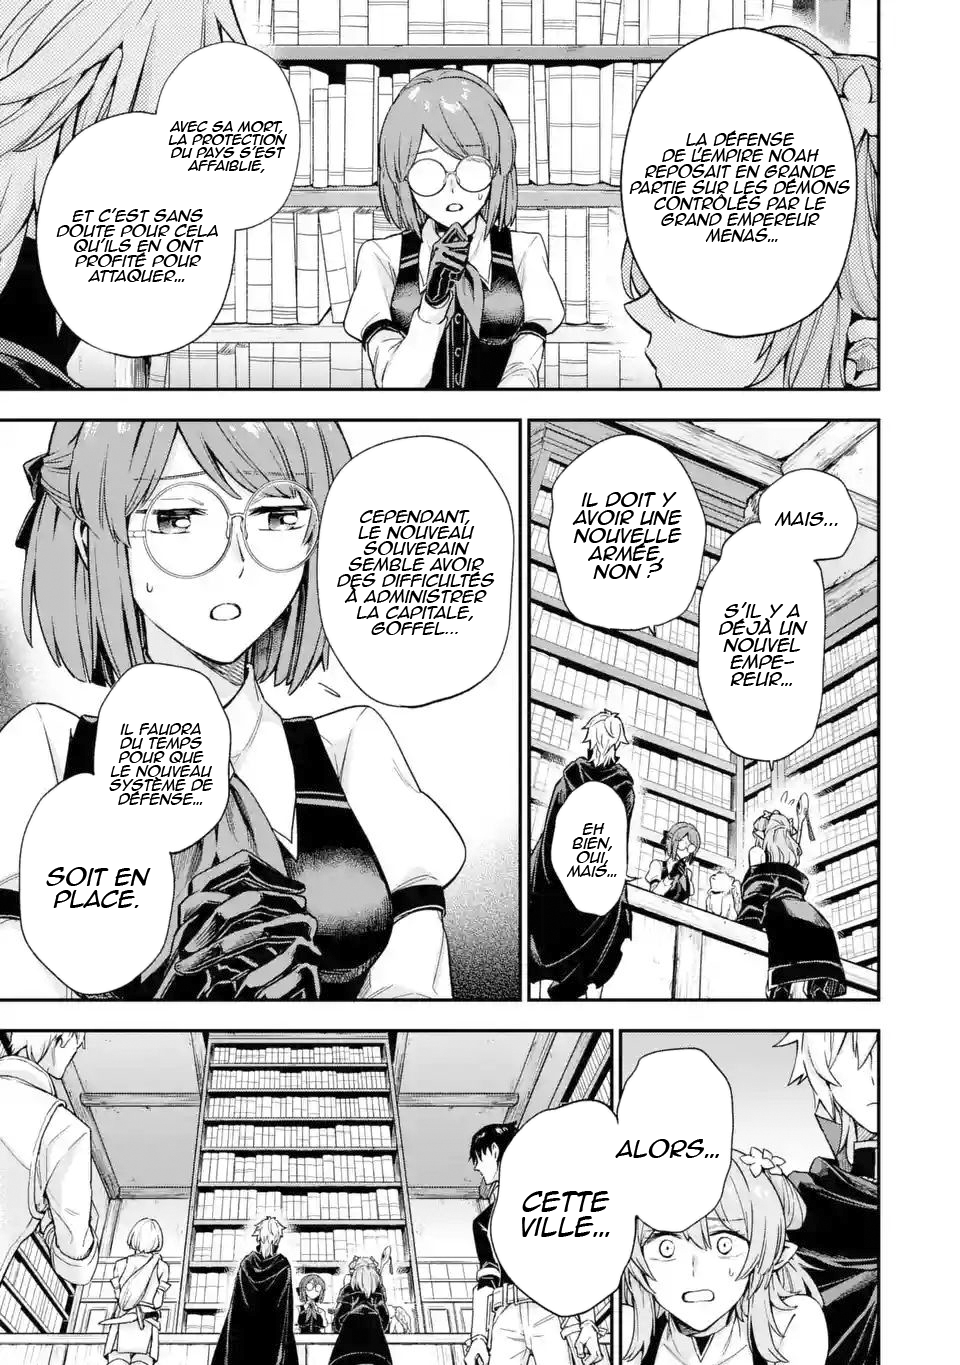 LA DÉFENSE
DE L'EMPIRE NOAH
REPOSAIT EN GRANDE
PARTIE SUR LES DÉMONS
CONTRÔLÉS PAR LE
GRAND EMPEREUR
MENAS...
AVEC SA MORT,
LA PROTECTION
DU PAYS S'EST
AFFAIBLIE,
ET C'EST SANS
DOUTE POUR CELA
QU'ILS EN ONT
PROFITÉ POUR
ATTAQUER...
MAIS...
S'IL Y A
DÉJÀ UN
NOUVEL
EMPE-
REUR...
IL DOIT Y
AVOIR UNE
NOUVELLE
ARMÉE,
NON ?
EH
BIEN,
OUI,
MAIS...
CEPENDANT,
LE NOUVEAU
SOUVERAIN
SEMBLE AVOIR
DES DIFFICULTÉS
À ADMINISTRER
LA CAPITALE,
GOFFEL...
IL FAUDRA
DU TEMPS
POUR QUE
LE NOUVEAU
SYSTÈME DE
DÉFENSE...
SOIT EN
PLACE.
ALORS...
CETTE
VILLE...